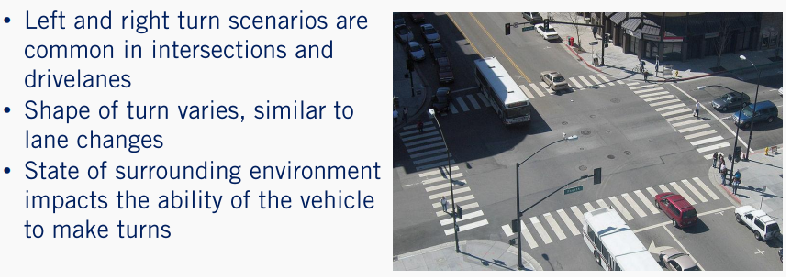 • Left and right turn scenarios are
common in intersections and
drivelanes
• Shape of turn varies, similar to
lane changes
• State of surrounding environment
impacts the ability of the vehicle
to make turns